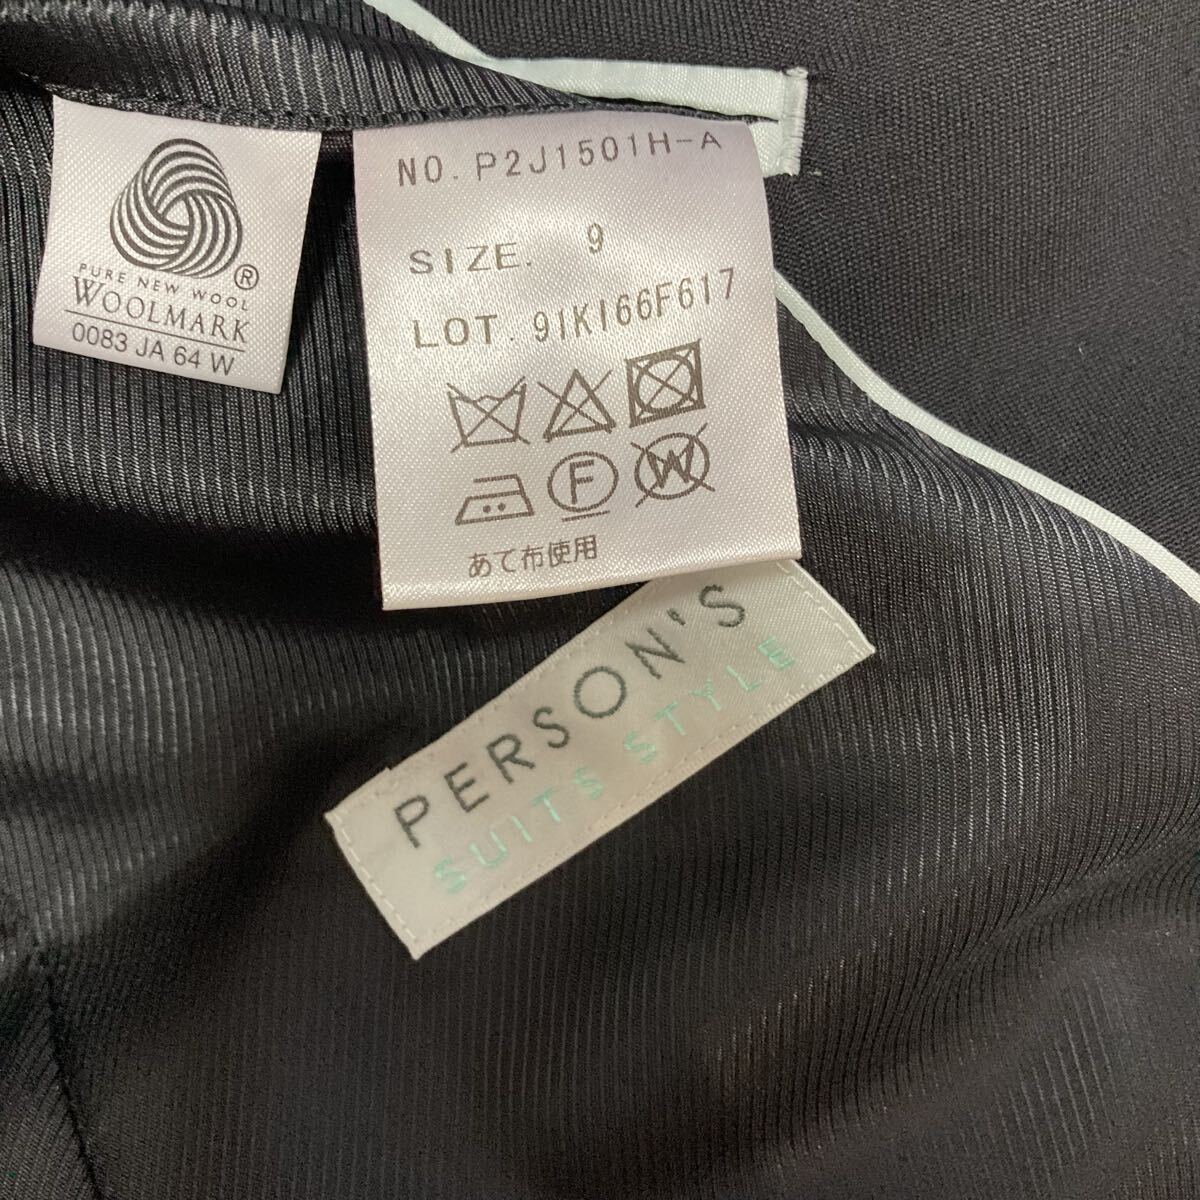 PURE NEW WOOL
WOOLMARK
0083 JA 64 W
®
NO. P2J1501H-A
SIZE. 9
LOT. 91K166F617
F
W
あて布使用
PERSON'S
SUITS STYLE